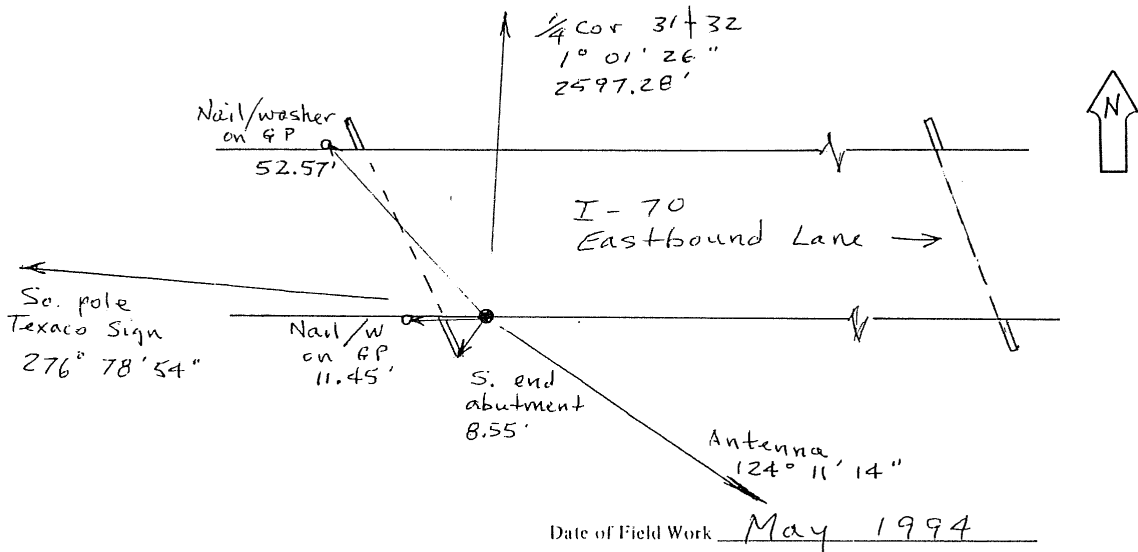 1/4 Cor 31+32
1° 01' 26"
2597.28'
N
Nail/washer
on GP
52.57'
I-70
Eastbound Lane →
So. pole
Texaco Sign
276° 78' 54"
Nail/w
on GP
11.45'
S. end
abutment
8.55'
Antenna
124° 11' 14"
Date of Field Work May 1994